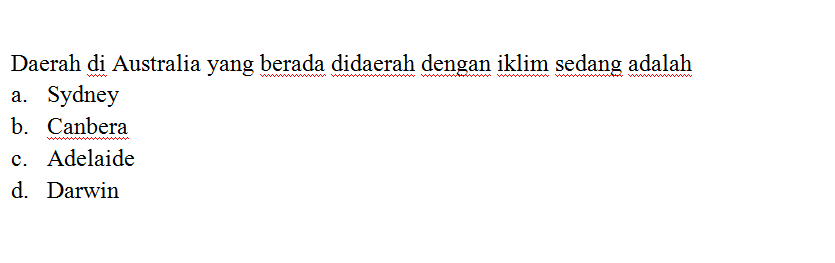 Daerah di Australia yang berada didaerah dengan iklim sedang adalah
a. Sydney
b. Canbera
c. Adelaide
d. Darwin